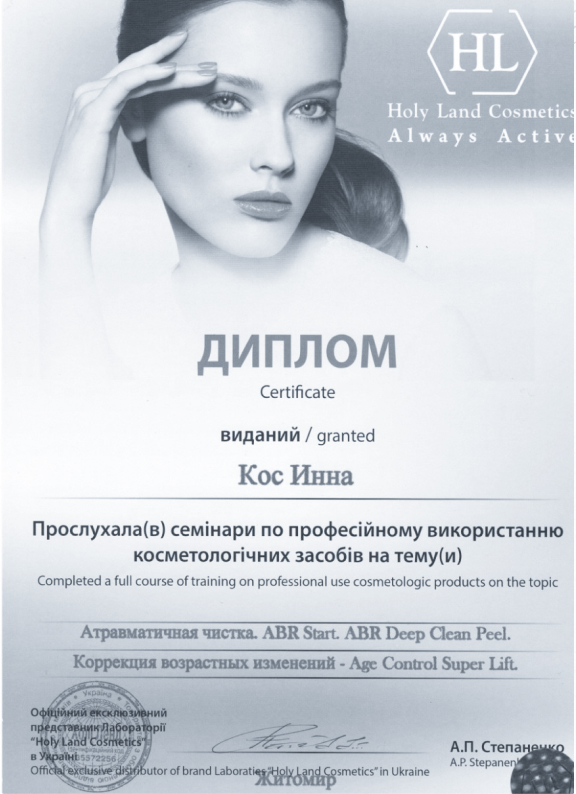 HL
Holy Land Cosmetics
Always Active
ДИПЛОМ
Certificate
виданий / granted
Кос Инна
Прослухала(в) семінари по професійному використанню
косметологічних засобів на тему(и)
Completed a full course of training on professional use cosmetologic products on the topic
Атравматичная чистка. ABR Start. ABR Deep Clean Peel.
Коррекция возрастных изменений - Age Control Super Lift.
Офіційний ексклюзивний
представник Лабораторії
"Holy Land Cosmetics"
в Україні
Україна
А.П. Степаненко
A.P. Stepanen
Official exclusive distributor of brand Laboraties "Holy Land Cosmetics" in Ukraine
Житомир